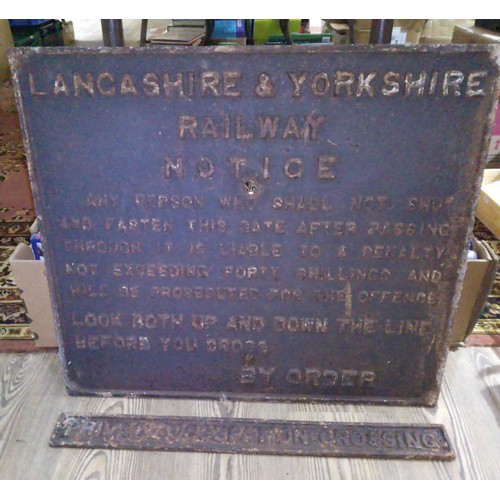 LANCASHIRE & YORKSHIRE
RAILWAY
NOTICE
ANY PERSON WHO SHALL NOT SHUT
AND FASTEN THIS GATE AFTER PASSING
THROUGH IT IS LIABLE TO A PENALTY
NOT EXCEEDING FORTY SHILLINGS AND
WILL BE PROSECUTED FOR THE OFFENCE
LOOK BOTH UP AND DOWN THE LINE
BEFORE YOU CROSS
BY ORDER
PRIVATE OCCUPATION CROSSING